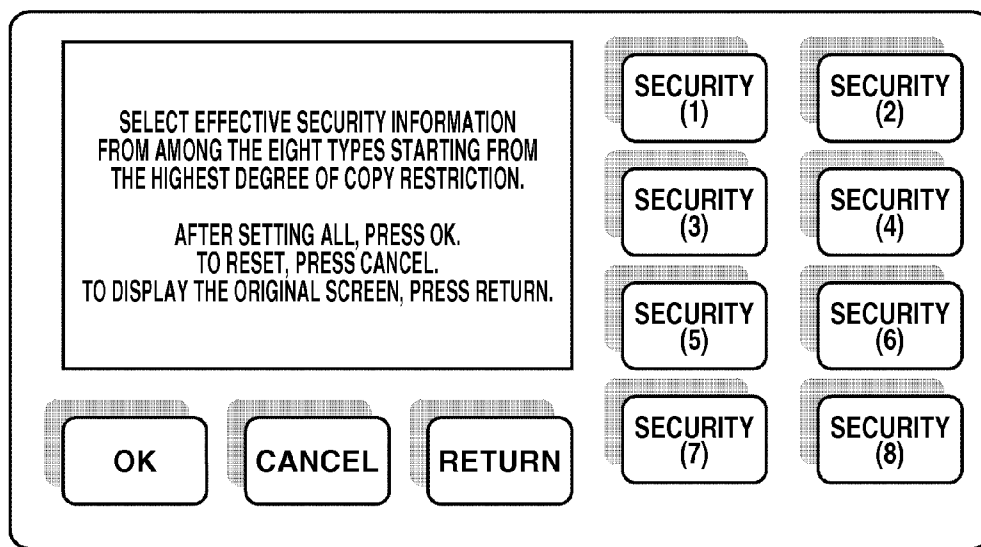 SELECT EFFECTIVE SECURITY INFORMATION
FROM AMONG THE EIGHT TYPES STARTING FROM
THE HIGHEST DEGREE OF COPY RESTRICTION.
AFTER SETTING ALL, PRESS OK.
TO RESET, PRESS CANCEL.
TO DISPLAY THE ORIGINAL SCREEN, PRESS RETURN.
OK
CANCEL
RETURN
SECURITY
(1)
SECURITY
(2)
SECURITY
(3)
SECURITY
(4)
SECURITY
(5)
SECURITY
(6)
SECURITY
(7)
SECURITY
(8)